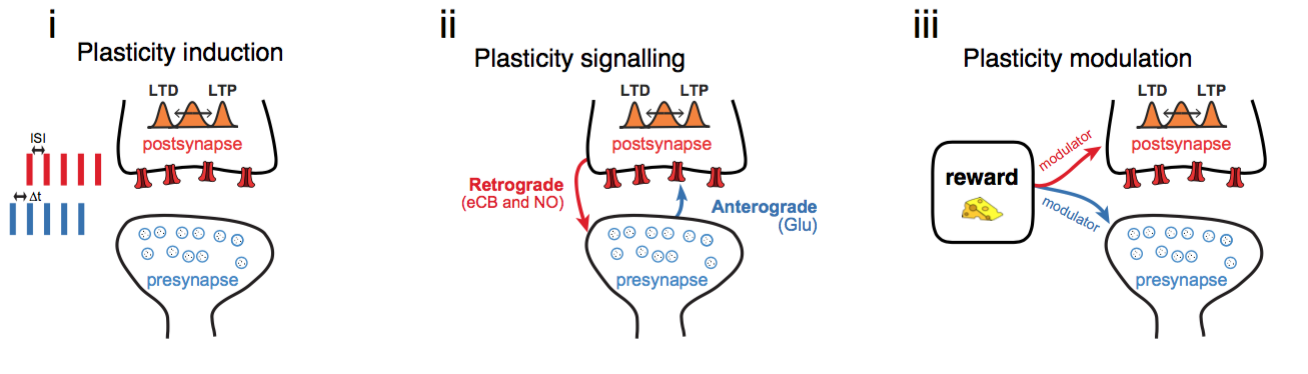 i
Plasticity induction
LTD LTP
postsynapse
ISI
Δt
presynapse
ii
Plasticity signalling
LTD LTP
postsynapse
Retrograde
(eCB and NO)
Anterograde
(Glu)
presynapse
iii
Plasticity modulation
LTD LTP
postsynapse
modulator
reward
modulator
presynapse